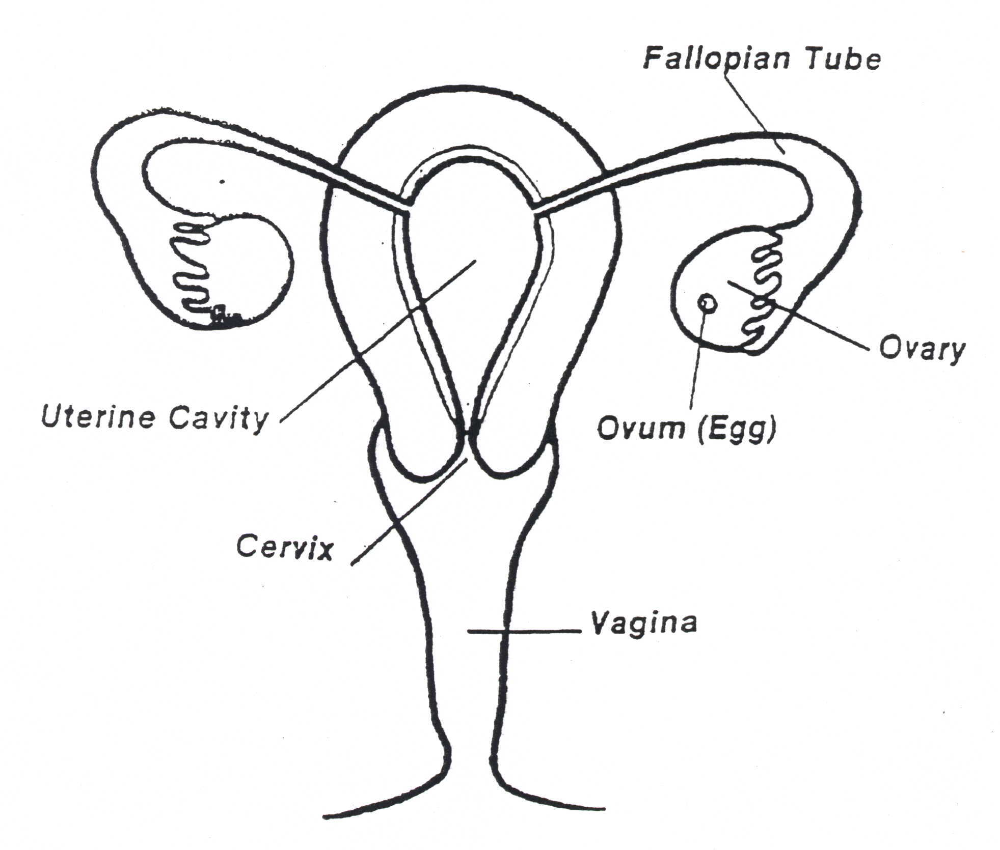 Fallopian Tube
Ovary
Uterine Cavity
Ovum (Egg)
Cervix
Vagina